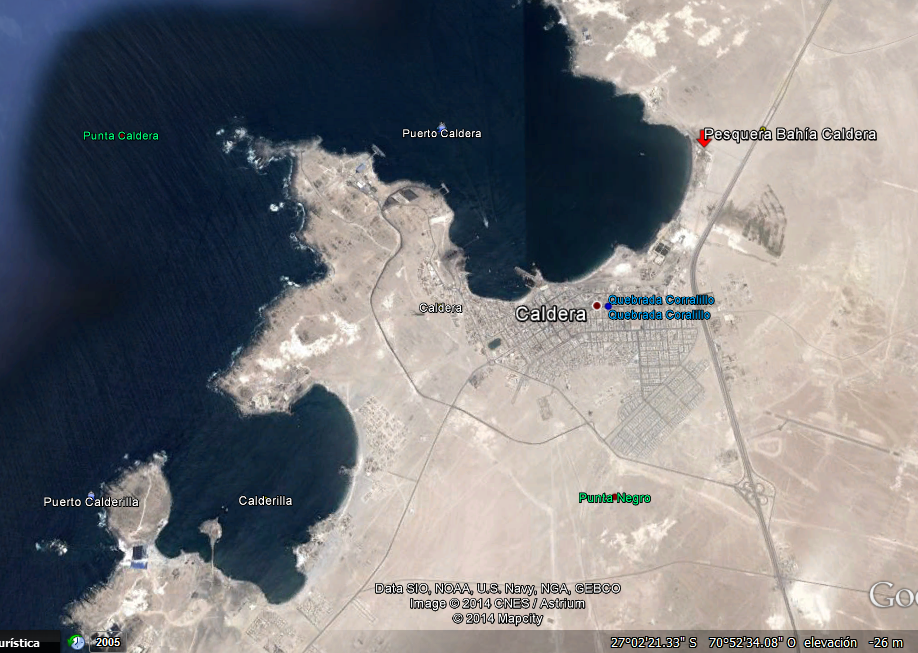 Punta Caldera
Puerto Caldera
Pesquera Bahía Caldera
Caldera
Caldera
Quebrada Corralillo
Quebrada Coralillo
Puerto Calderilla
Calderilla
Punta Negro
Data SIO, NOAA, U.S. Navy, NGA, GEBCO
Image © 2014 CNES / Astrium
© 2014 Mapcity
Goo
urística
2005
27°02'21.33" S 70°52'34.08" O elevación -26 m